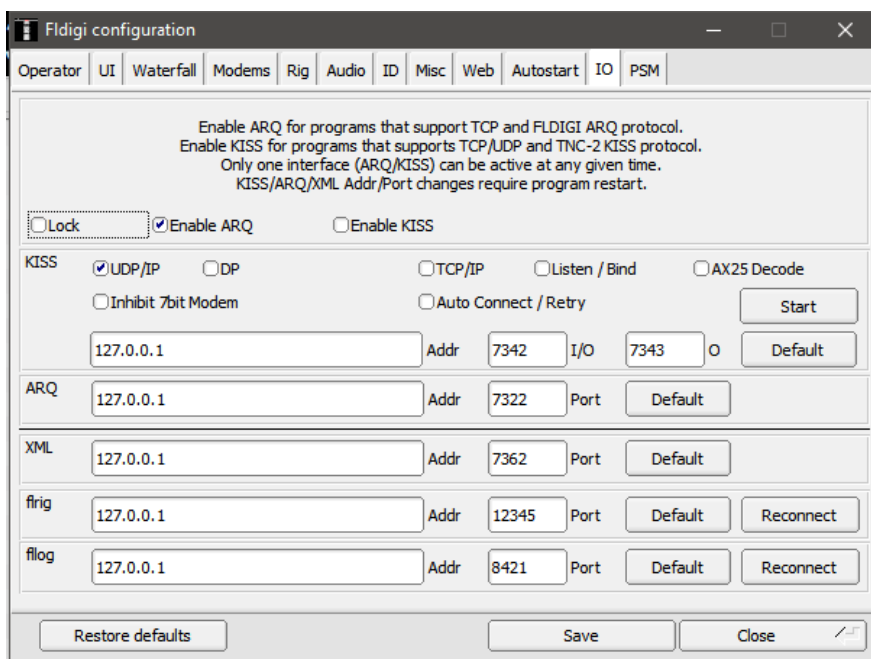 Fldigi configuration
Operator UI Waterfall Modems Rig Audio ID Misc Web Autostart IO PSM
Enable ARQ for programs that support TCP and FLDIGI ARQ protocol.
Enable KISS for programs that supports TCP/UDP and TNC-2 KISS protocol.
Only one interface (ARQ/KISS) can be active at any given time.
KISS/ARQ/XML Addr/Port changes require program restart.
Lock Enable ARQ Enable KISS
KISS UDP/IP DP TCP/IP Listen / Bind AX25 Decode
Inhibit 7bit Modem Auto Connect / Retry Start
127.0.0.1 Addr 7342 I/O 7343 O Default
ARQ 127.0.0.1 Addr 7322 Port Default
XML 127.0.0.1 Addr 7362 Port Default
flrig 127.0.0.1 Addr 12345 Port Default Reconnect
fllog 127.0.0.1 Addr 8421 Port Default Reconnect
Restore defaults Save Close